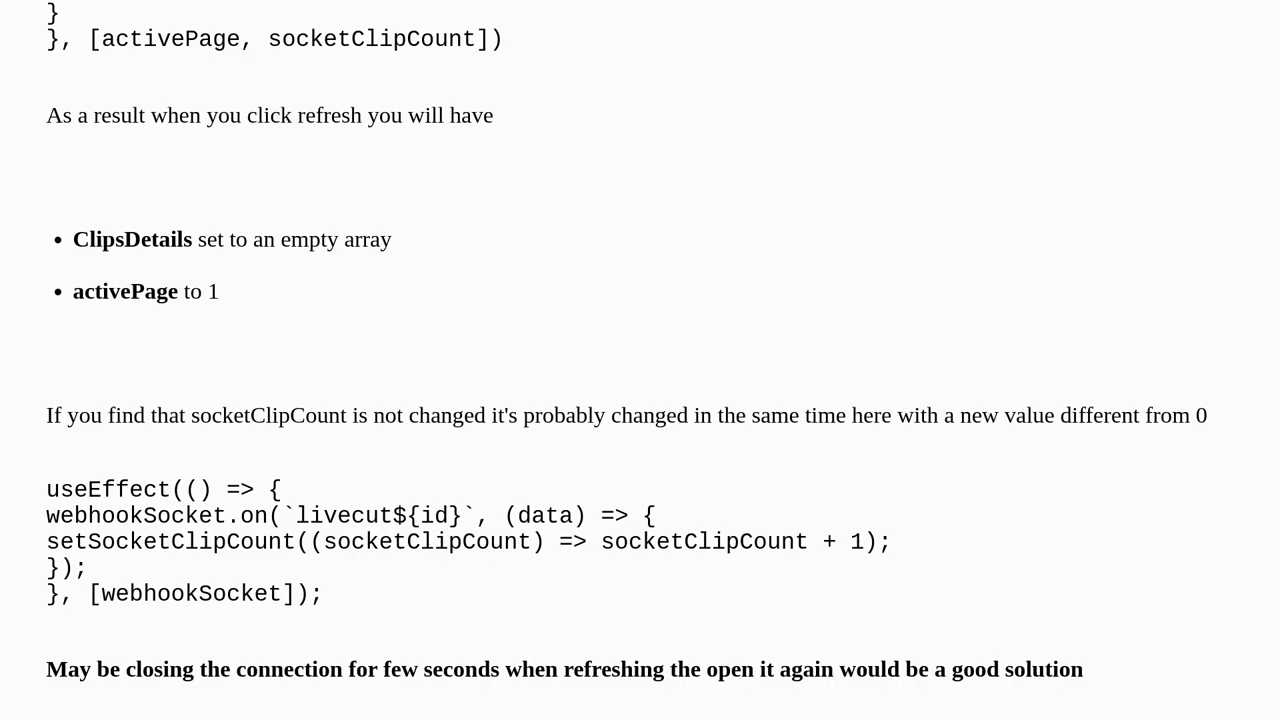 }
}, [activePage, socketClipCount])
As a result when you click refresh you will have
• ClipsDetails set to an empty array
• activePage to 1
If you find that socketClipCount is not changed it's probably changed in the same time here with a new value different from 0
useEffect(() => {
webhookSocket.on(`livecut${id}`, (data) => {
setSocketClipCount((socketClipCount) => socketClipCount + 1);
});
}, [webhookSocket]);
May be closing the connection for few seconds when refreshing the open it again would be a good solution